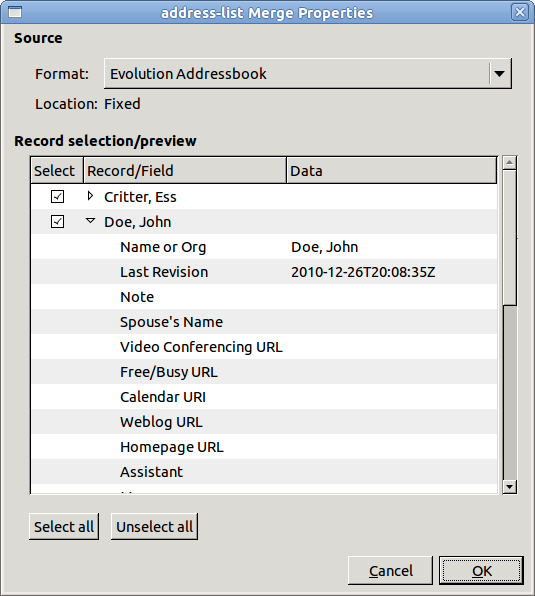 address-list Merge Properties
Source
Format: Evolution Addressbook
Location: Fixed
Record selection/preview
Select Record/Field Data
Critter, Ess
Doe, John
Name or Org Doe, John
Last Revision 2010-12-26T20:08:35Z
Note
Spouse's Name
Video Conferencing URL
Free/Busy URL
Calendar URI
Weblog URL
Homepage URL
Assistant
Select all Unselect all
Cancel OK